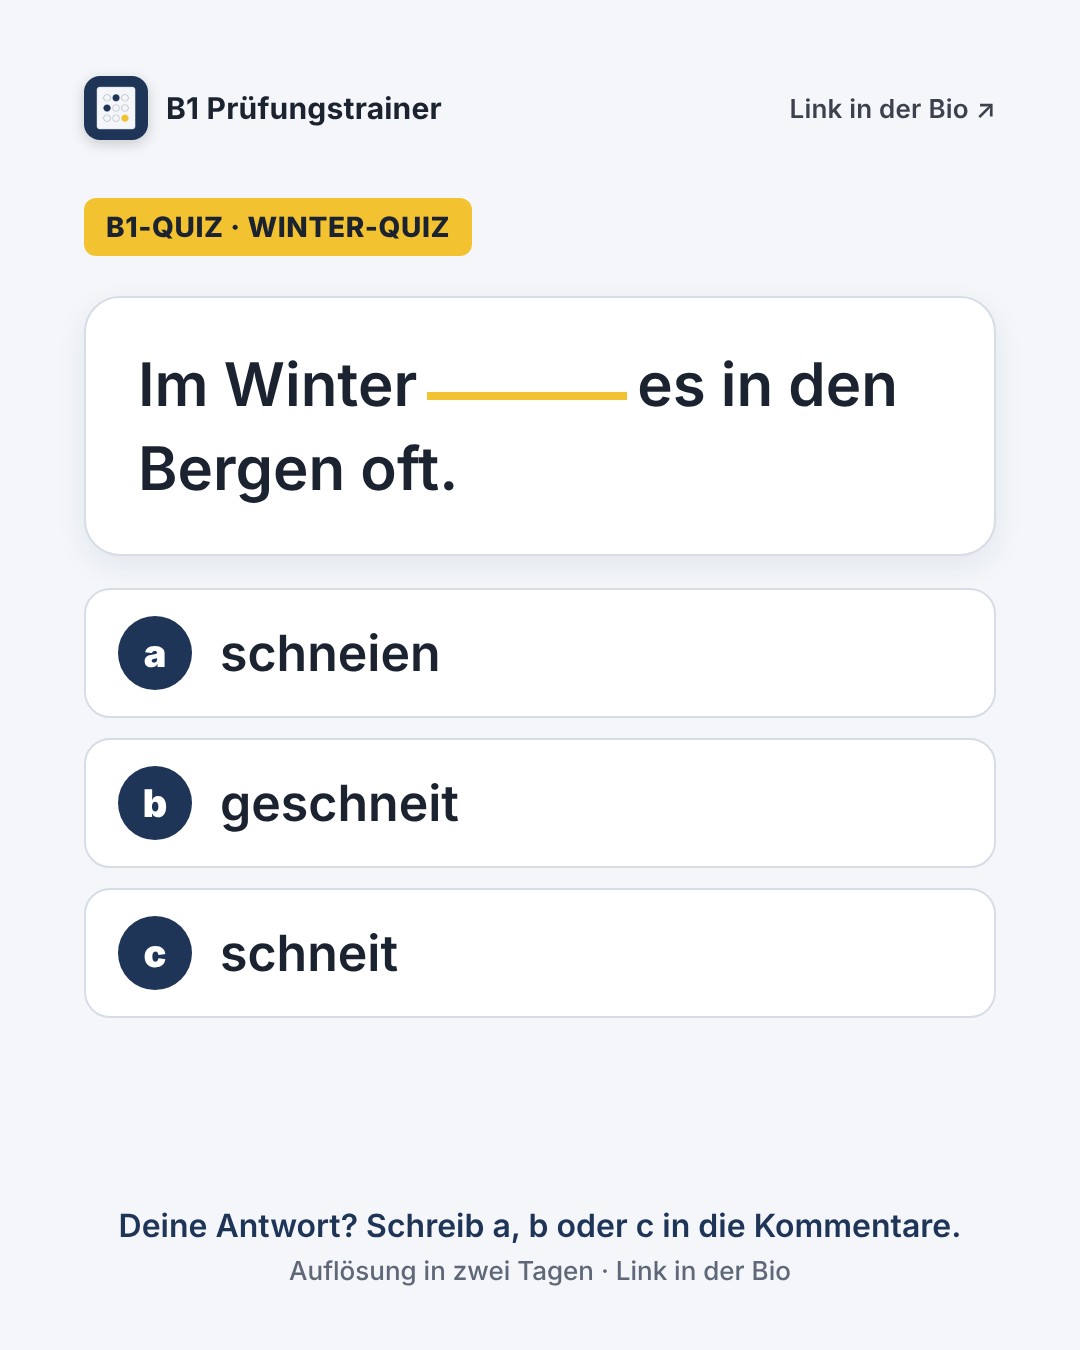 B1 Prüfungstrainer
Link in der Bio ↗
B1-QUIZ · WINTER-QUIZ
Im Winter ______ es in den
Bergen oft.
a schneien
b geschneit
c schneit
Deine Antwort? Schreib a, b oder c in die Kommentare.
Auflösung in zwei Tagen · Link in der Bio